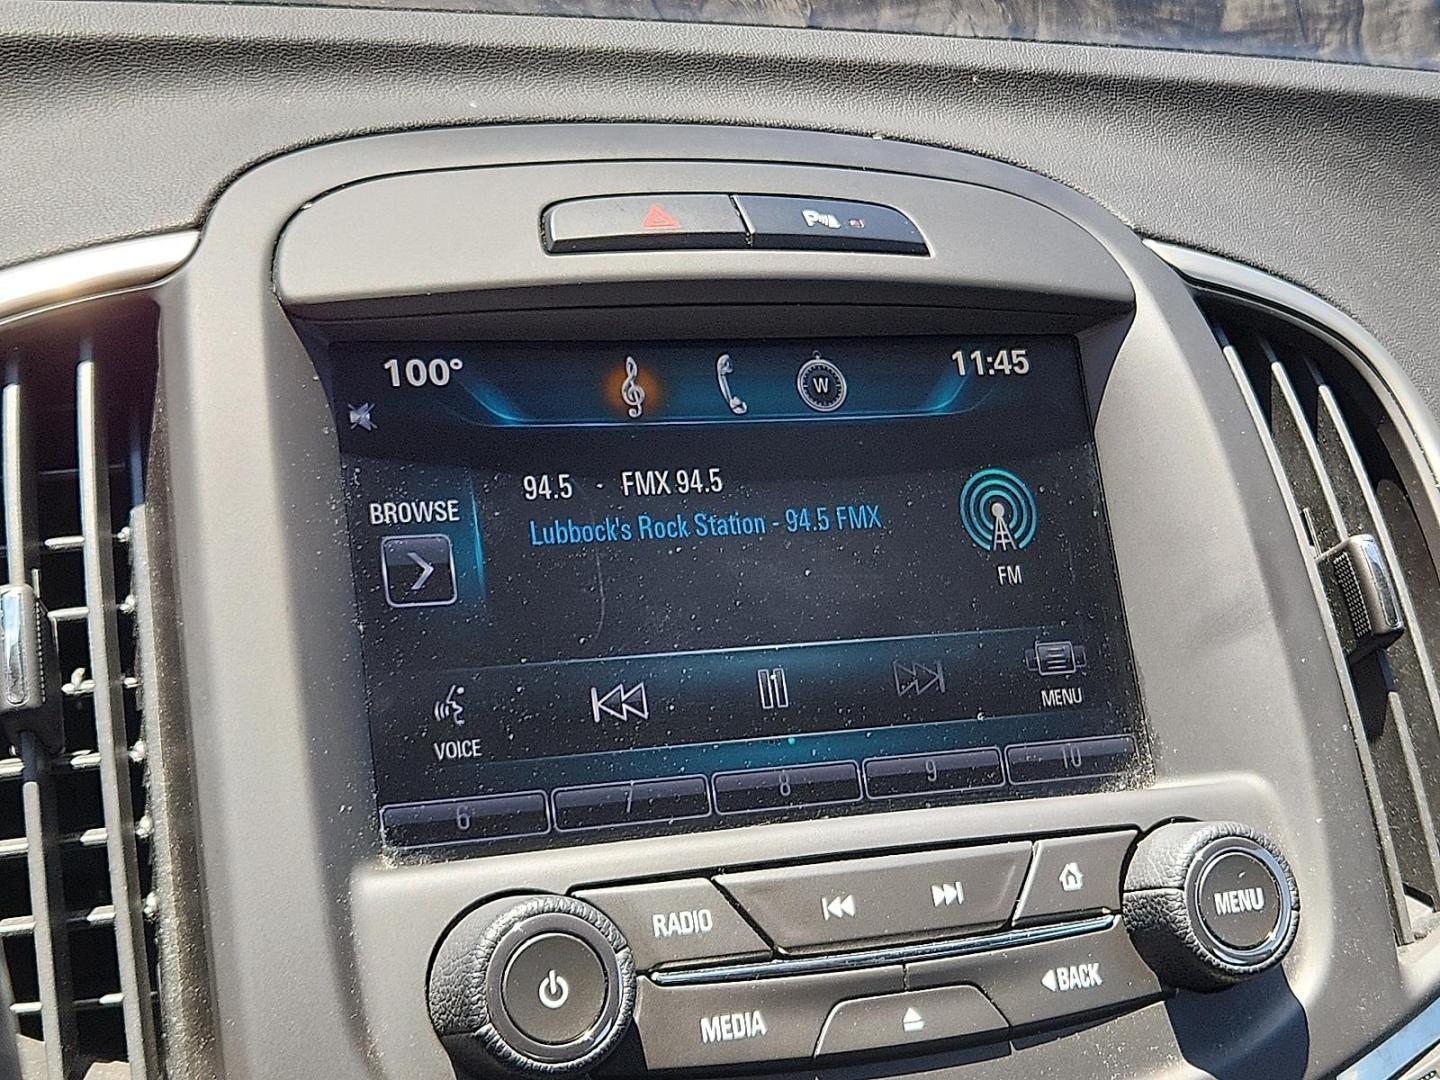 P
100°
W
11:45
94.5 - FMX 94.5
Lubbock's Rock Station - 94.5 FMX
BROWSE
FM
VOICE
MENU
6 7 8 9 10
RADIO
MENU
MEDIA
BACK